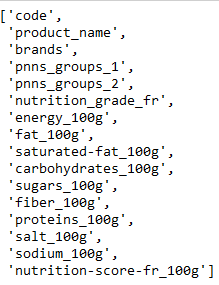 ['code',
'product_name',
'brands',
'pnns_groups_1',
'pnns_groups_2',
'nutrition_grade_fr',
'energy_100g',
'fat_100g',
'saturated-fat_100g',
'carbohydrates_100g',
'sugars_100g',
'fiber_100g',
'proteins_100g',
'salt_100g',
'sodium_100g',
'nutrition-score-fr_100g']